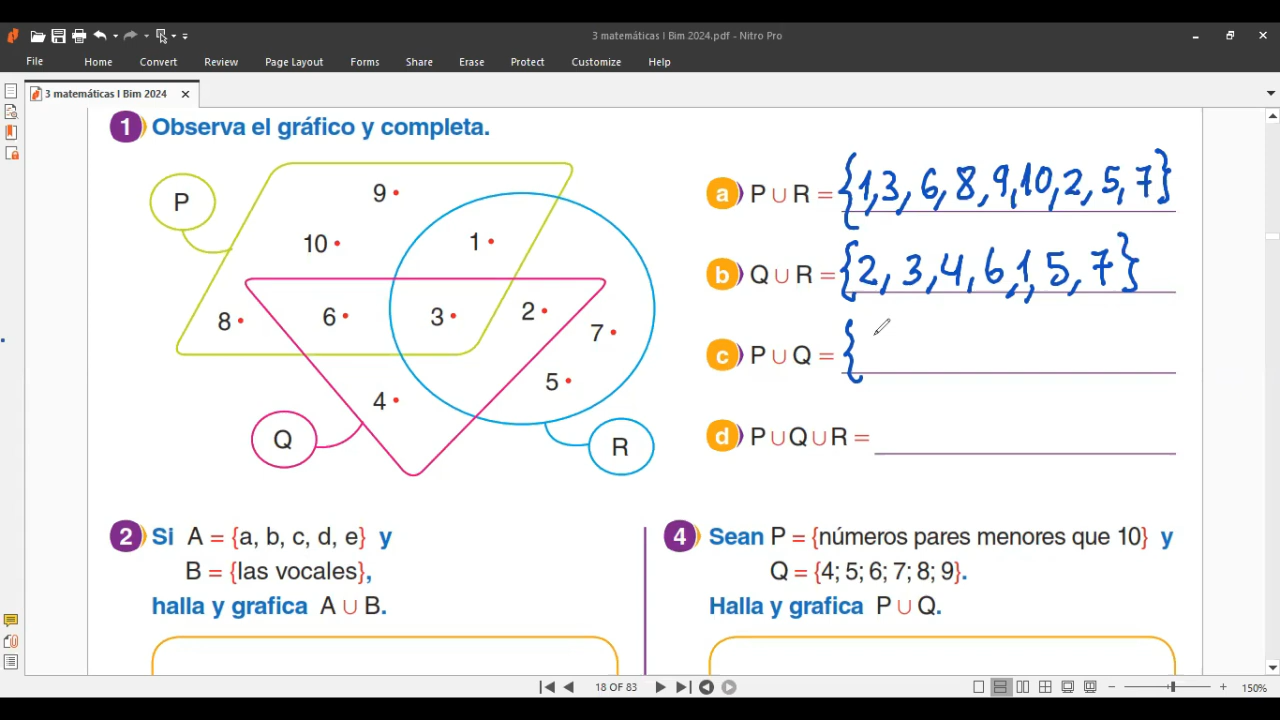 3 matemáticas I Bim 2024.pdf - Nitro Pro
File Home Convert Review Page Layout Forms Share Erase Protect Customize Help
3 matemáticas I Bim 2024
1 Observa el gráfico y completa.
P
9
10
1
8
6
3
2
7
5
4
Q
R
a) P ∪ R = {1,3, 6, 8, 9, 10, 2, 5, 7}
b) Q ∪ R = {2, 3, 4, 6, 1, 5, 7}
c) P ∪ Q = {
d) P ∪ Q ∪ R =
2 Si A = {a, b, c, d, e} y
B = {las vocales},
halla y grafica A ∪ B.
4 Sean P = {números pares menores que 10} y
Q = {4; 5; 6; 7; 8; 9}.
Halla y grafica P ∪ Q.
18 OF 83
150%